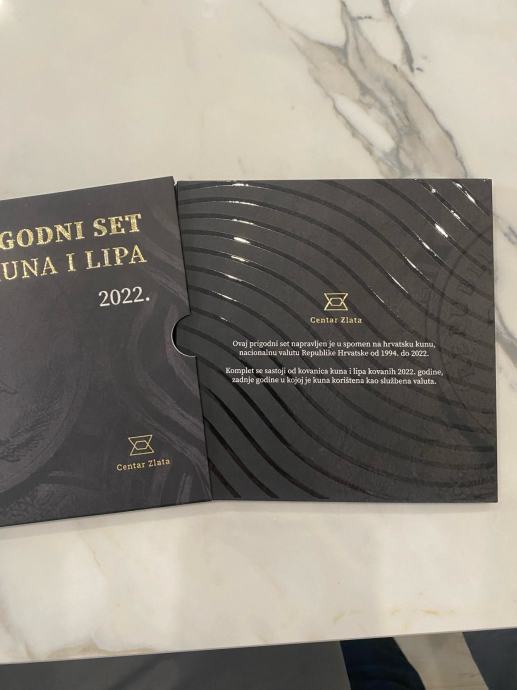 GODNI SET
UNA I LIPA
2022.
Centar Zlata
Centar Zlata
Ovaj prigodni set napravljen je u spomen na hrvatsku kunu,
nacionalnu valutu Republike Hrvatske od 1994. do 2022.
Komplet se sastoji od kovanica kuna i lipa kovanih 2022. godine,
zadnje godine u kojoj je kuna korištena kao službena valuta.